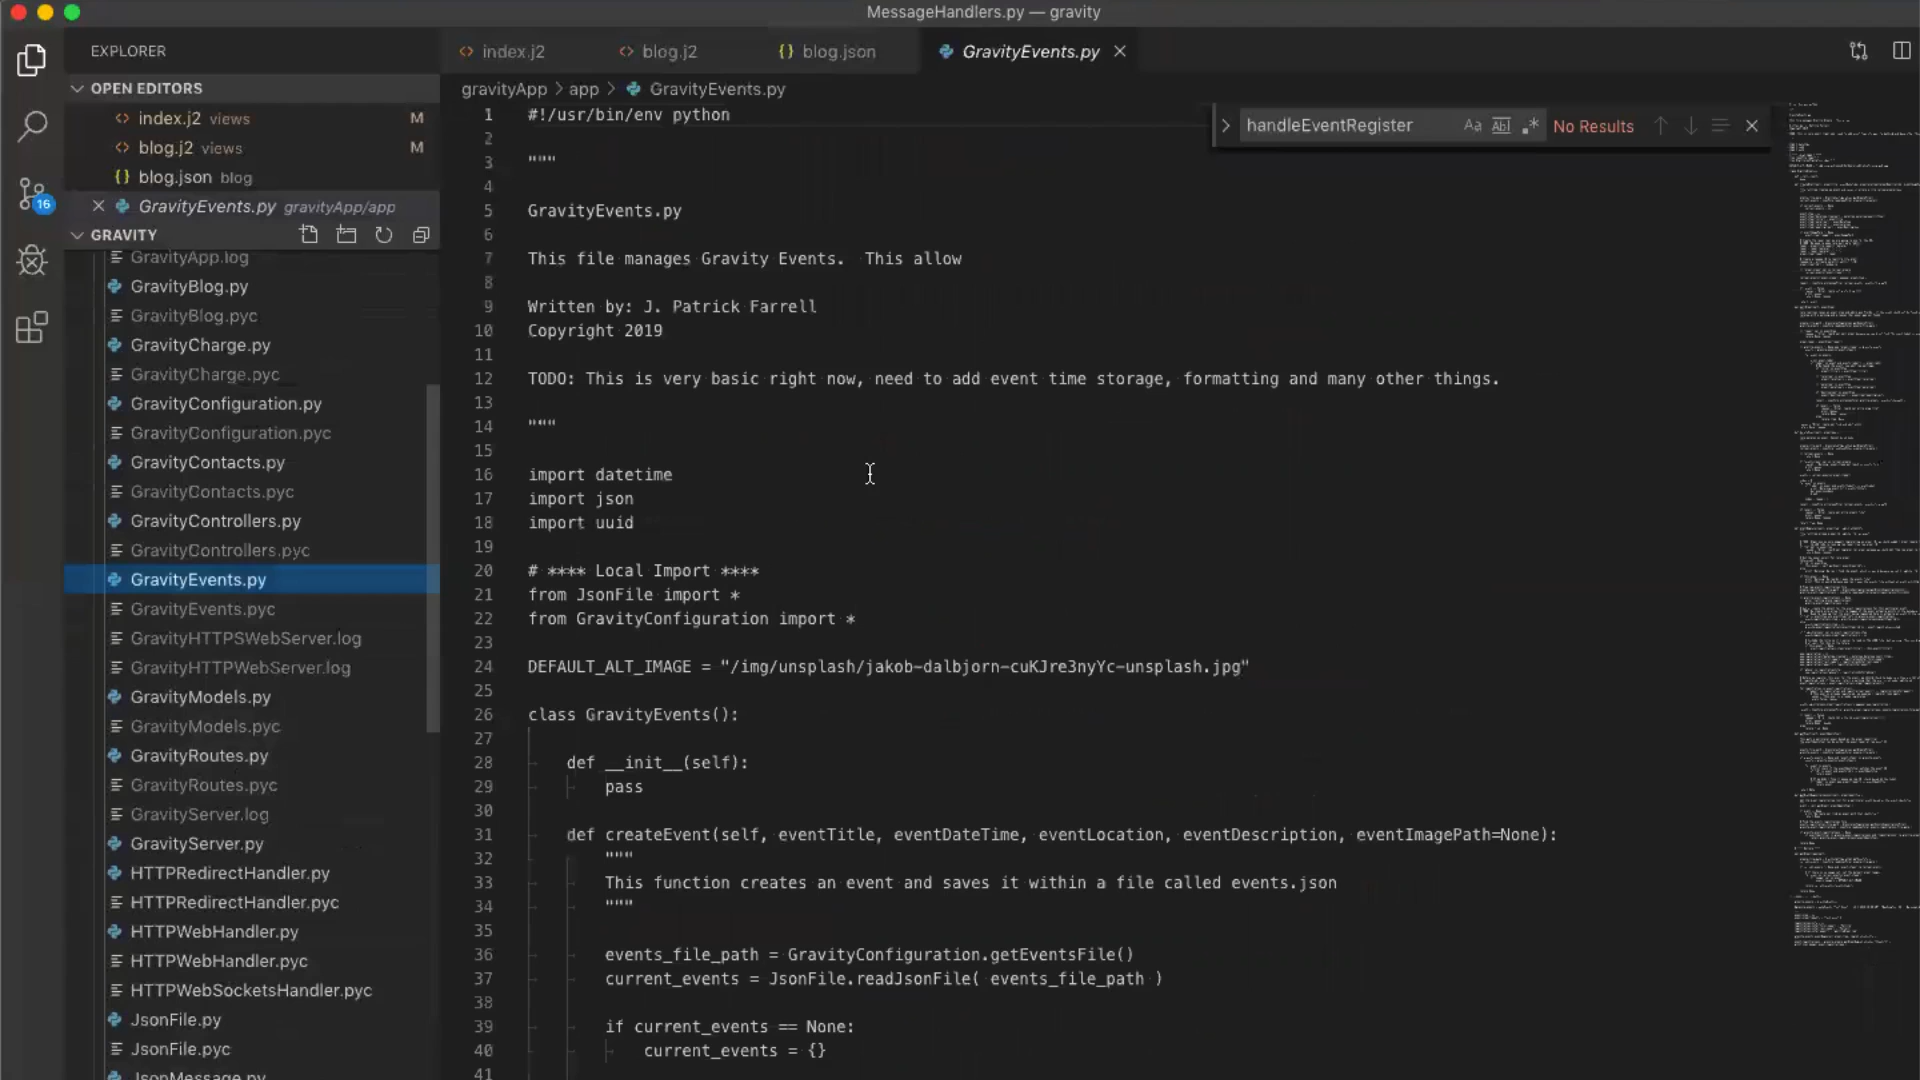 MessageHandlers.py — gravity
EXPLORER
index.j2
blog.j2
{} blog.json
GravityEvents.py
OPEN EDITORS
index.j2 views M
blog.j2 views M
{} blog.json blog
GravityEvents.py gravityApp/app
16
GRAVITY
GravityApp.log
GravityBlog.py
GravityBlog.pyc
GravityCharge.py
GravityCharge.pyc
GravityConfiguration.py
GravityConfiguration.pyc
GravityContacts.py
GravityContacts.pyc
GravityControllers.py
GravityControllers.pyc
GravityEvents.py
GravityEvents.pyc
GravityHTTPSWebServer.log
GravityHTTPWebServer.log
GravityModels.py
GravityModels.pyc
GravityRoutes.py
GravityRoutes.pyc
GravityServer.log
GravityServer.py
HTTPRedirectHandler.py
HTTPRedirectHandler.pyc
HTTPWebHandler.py
HTTPWebHandler.pyc
HTTPWebSocketsHandler.pyc
JsonFile.py
JsonFile.pyc
JsonMessage.py
gravityApp > app > GravityEvents.py
handleEventRegister Aa Abl .* No Results
1 #!/usr/bin/env python
2
3 """
4
5 GravityEvents.py
6
7 This file manages Gravity Events.  This allow
8
9 Written by: J. Patrick Farrell
10 Copyright 2019
11
12 TODO: This is very basic right now, need to add event time storage, formatting and many other things.
13
14 """
15
16 import datetime
17 import json
18 import uuid
19
20 # **** Local Import ****
21 from JsonFile import *
22 from GravityConfiguration import *
23
24 DEFAULT_ALT_IMAGE = "/img/unsplash/jakob-dalbjorn-cuKJre3nyYc-unsplash.jpg"
25
26 class GravityEvents():
27
28 def __init__(self):
29 pass
30
31 def createEvent(self, eventTitle, eventDateTime, eventLocation, eventDescription, eventImagePath=None):
32 """
33 This function creates an event and saves it within a file called events.json
34 """
35
36 events_file_path = GravityConfiguration.getEventsFile()
37 current_events = JsonFile.readJsonFile( events_file_path )
38
39 if current_events == None:
40 current_events = {}
41